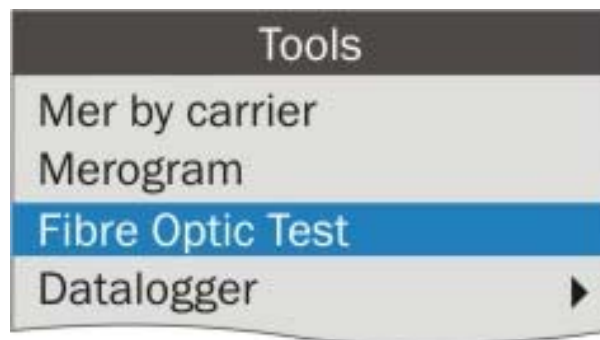 Tools
Mer by carrier
Merogram
Fibre Optic Test
Datalogger